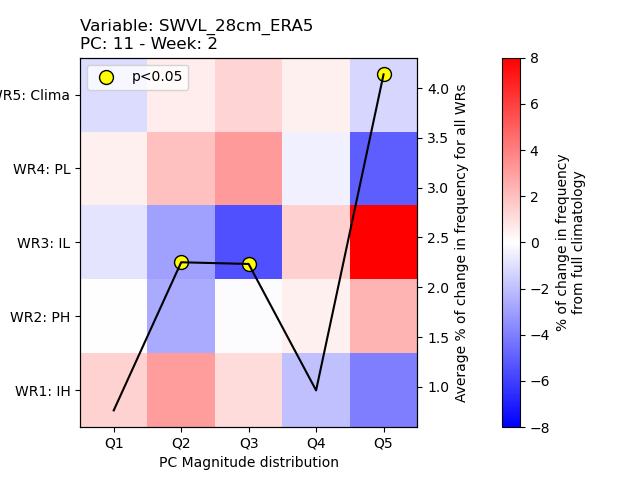 Variable: SWVL_28cm_ERA5
PC: 11 - Week: 2
p<0.05
R5: Clima
WR4: PL
WR3: IL
WR2: PH
WR1: IH
Q1 Q2 Q3 Q4 Q5
PC Magnitude distribution
4.0
3.5
3.0
2.5
2.0
1.5
1.0
Average % of change in frequency for all WRs
8
6
4
2
0
−2
−4
−6
−8
% of change in frequency
from full climatology